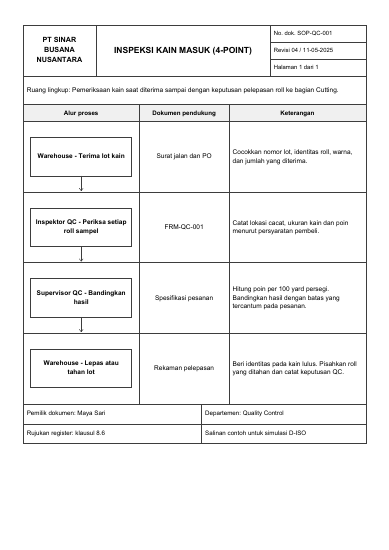 PT SINAR
BUSANA
NUSANTARA
INSPEKSI KAIN MASUK (4-POINT)
No. dok. SOP-QC-001
Revisi 04 / 11-05-2025
Halaman 1 dari 1
Ruang lingkup: Pemeriksaan kain saat diterima sampai dengan keputusan pelepasan roll ke bagian Cutting.
Alur proses
Dokumen pendukung
Keterangan
Warehouse - Terima lot kain
Surat jalan dan PO
Cocokkan nomor lot, identitas roll, warna,
dan jumlah yang diterima.
Inspektor QC - Periksa setiap
roll sampel
FRM-QC-001
Catat lokasi cacat, ukuran kain dan poin
menurut persyaratan pembeli.
Supervisor QC - Bandingkan
hasil
Spesifikasi pesanan
Hitung poin per 100 yard persegi.
Bandingkan hasil dengan batas yang
tercantum pada pesanan.
Warehouse - Lepas atau
tahan lot
Rekaman pelepasan
Beri identitas pada kain lulus. Pisahkan roll
yang ditahan dan catat keputusan QC.
Pemilik dokumen: Maya Sari
Departemen: Quality Control
Rujukan register: klausul 8.6
Salinan contoh untuk simulasi D-ISO